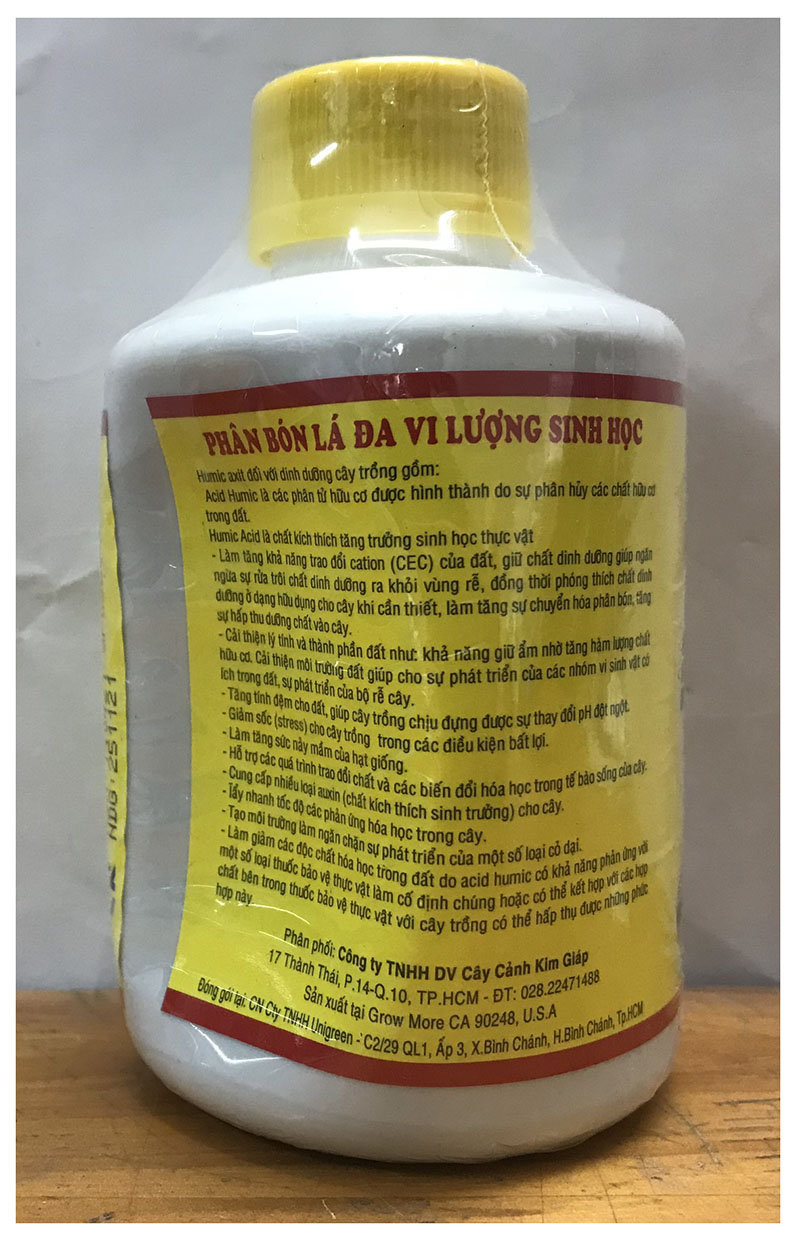 PHÂN BÓN LÁ ĐA VI LƯỢNG SINH HỌC
Humic axit đối với dinh dưỡng cây trồng gồm:
Acid Humic là các phân tử hữu cơ được hình thành do sự phân hủy các chất hữu cơ
trong đất.
Humic Acid là chất kích thích tăng trưởng sinh học thực vật
- Làm tăng khả năng trao đổi cation (CEC) của đất, giữ chất dinh dưỡng giúp ngăn
ngừa sự rửa trôi chất dinh dưỡng ra khỏi vùng rễ, đồng thời phóng thích chất dinh
dưỡng ở dạng hữu dụng cho cây khi cần thiết, làm tăng sự chuyển hóa phân bón, tăng
sự hấp thu dưỡng chất vào cây.
- Cải thiện lý tính và thành phần đất như: khả năng giữ ẩm nhờ tăng hàm lượng chất
hữu cơ. Cải thiện môi trường đất giúp cho sự phát triển của các nhóm vi sinh vật có
ích trong đất, sự phát triển của bộ rễ cây.
- Tăng tính đệm cho đất, giúp cây trồng chịu đựng được sự thay đổi pH đột ngột.
- Giảm sốc (stress) cho cây trồng trong các điều kiện bất lợi.
- Làm tăng sức nảy mầm của hạt giống.
- Hỗ trợ các quá trình trao đổi chất và các biến đổi hóa học trong tế bào sống của cây.
- Cung cấp nhiều loại auxin (chất kích thích sinh trưởng) cho cây.
- Tẩy nhanh tốc độ các phản ứng hóa học trong cây.
- Tạo môi trường làm ngăn chặn sự phát triển của một số loại cỏ dại.
- Làm giảm các độc chất hóa học trong đất do acid humic có khả năng phản ứng với
một số loại thuốc bảo vệ thực vật làm cố định chúng hoặc có thể kết hợp với các hợp
chất bên trong thuốc bảo vệ thực vật với cây trồng có thể hấp thụ được những phức
hợp này.
Phân phối: Công ty TNHH DV Cây Cảnh Kim Giáp
17 Thành Thái, P.14-Q.10, TP.HCM - ĐT: 028.22471488
Sản xuất tại Grow More CA 90248, U.S.A
Đóng gói tại: CN Cty TNHH Unigreen - C2/29 QL1, Ấp 3, X.Bình Chánh, H.Bình Chánh, Tp.HCM
NDG: 251121